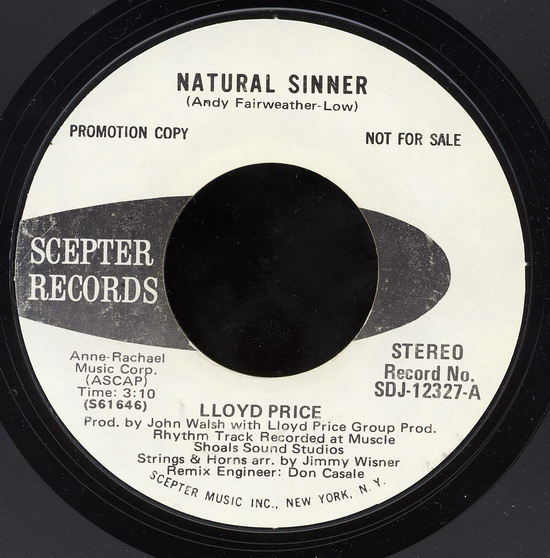 NATURAL SINNER
(Andy Fairweather-Low)
PROMOTION COPY
NOT FOR SALE
SCEPTER
RECORDS
Anne-Rachael
Music Corp.
(ASCAP)
Time: 3:10
(S61646)
STEREO
Record No.
SDJ-12327-A
LLOYD PRICE
Prod. by John Walsh with Lloyd Price Group Prod.
Rhythm Track Recorded at Muscle
Shoals Sound Studios
Strings & Horns arr. by Jimmy Wisner
Remix Engineer: Don Casale
SCEPTER MUSIC INC., NEW YORK, N. Y.